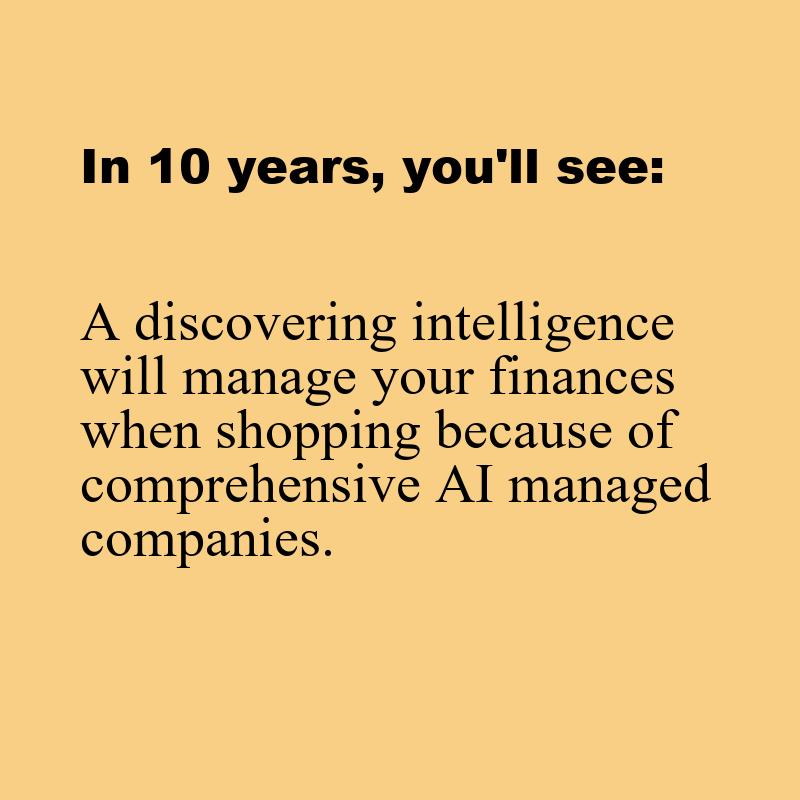 In 10 years, you'll see:
A discovering intelligence
will manage your finances
when shopping because of
comprehensive AI managed
companies.